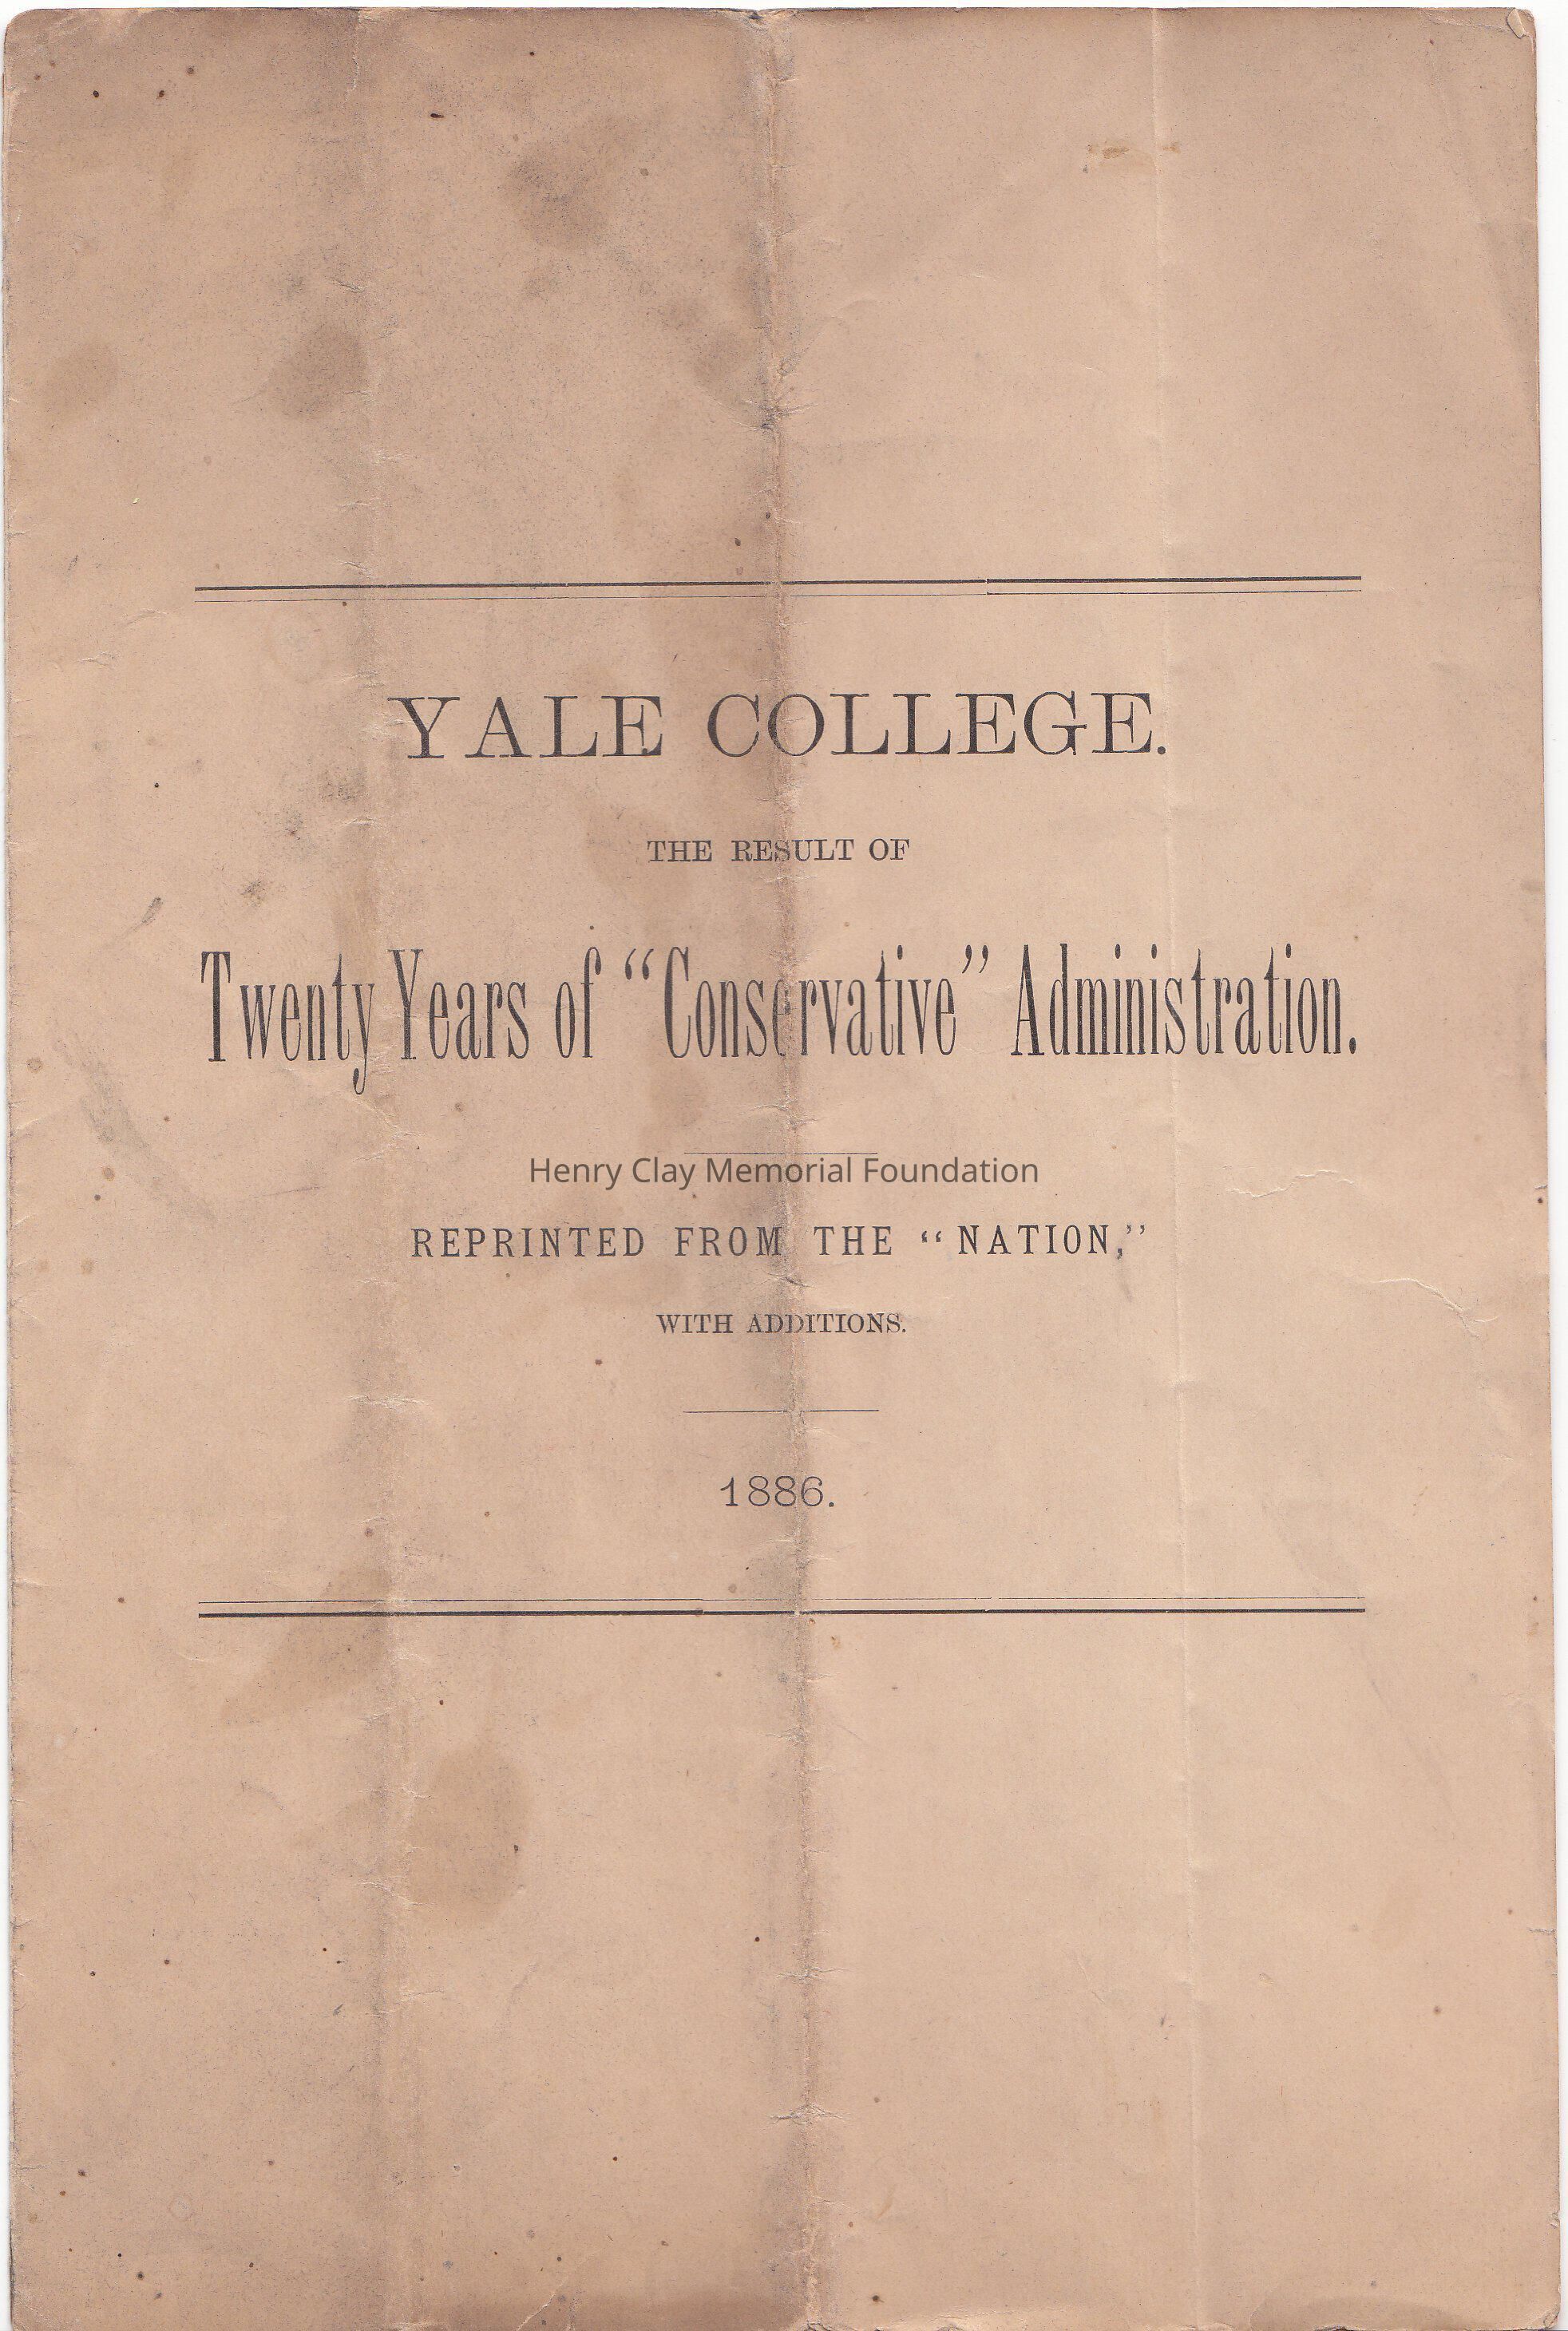 YALE COLLEGE.
THE RESULT OF
Twenty Years of “Conservative” Administration.
Henry Clay Memorial Foundation
REPRINTED FROM THE “NATION,”
WITH ADDITIONS.
1886.